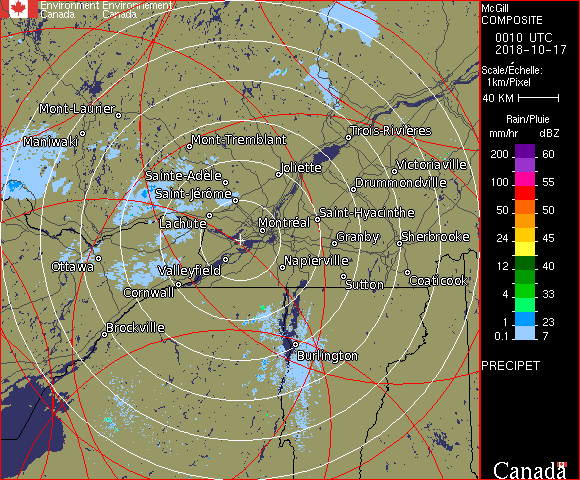 Environment Environnement
Canada Canada
McGill
COMPOSITE
0010 UTC
2018-10-17
Scale/Échelle:
1km/Pixel
40 KM
Rain/Pluie
mm/hr dBZ
200 60
100 55
50 50
24 45
12 40
4 33
1 23
0.1 7
PRECIPET
Canada
Mont-Laurier
Maniwaki
Mont-Tremblant
Trois-Rivières
Joliette
Victoriaville
Sainte-Adèle
Drummondville
Saint-Jérôme
Lachute
Saint-Hyacinthe
Montréal
Granby
Sherbrooke
Ottawa
Valleyfield
Napierville
Sutton
Coaticook
Cornwall
Brockville
Burlington